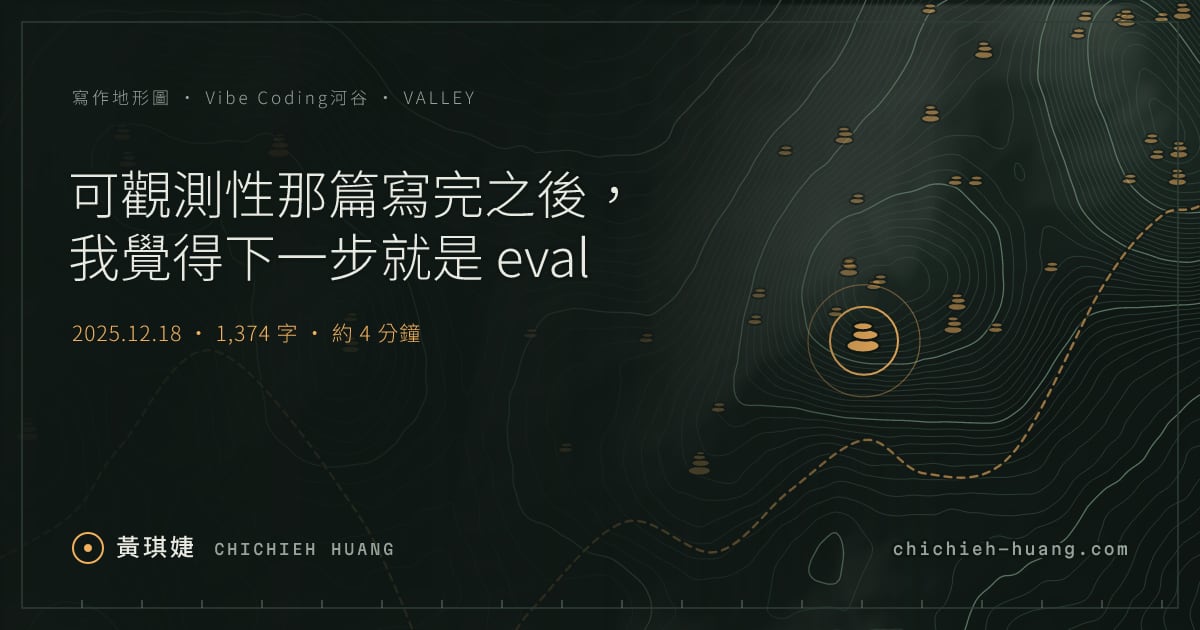 寫作地形圖 · Vibe Coding河谷 · VALLEY
可觀測性那篇寫完之後，
我覺得下一步就是 eval
2025.12.18 · 1,374 字 · 約 4 分鐘
黃琪婕 CHICHIEH HUANG
chichieh-huang.com